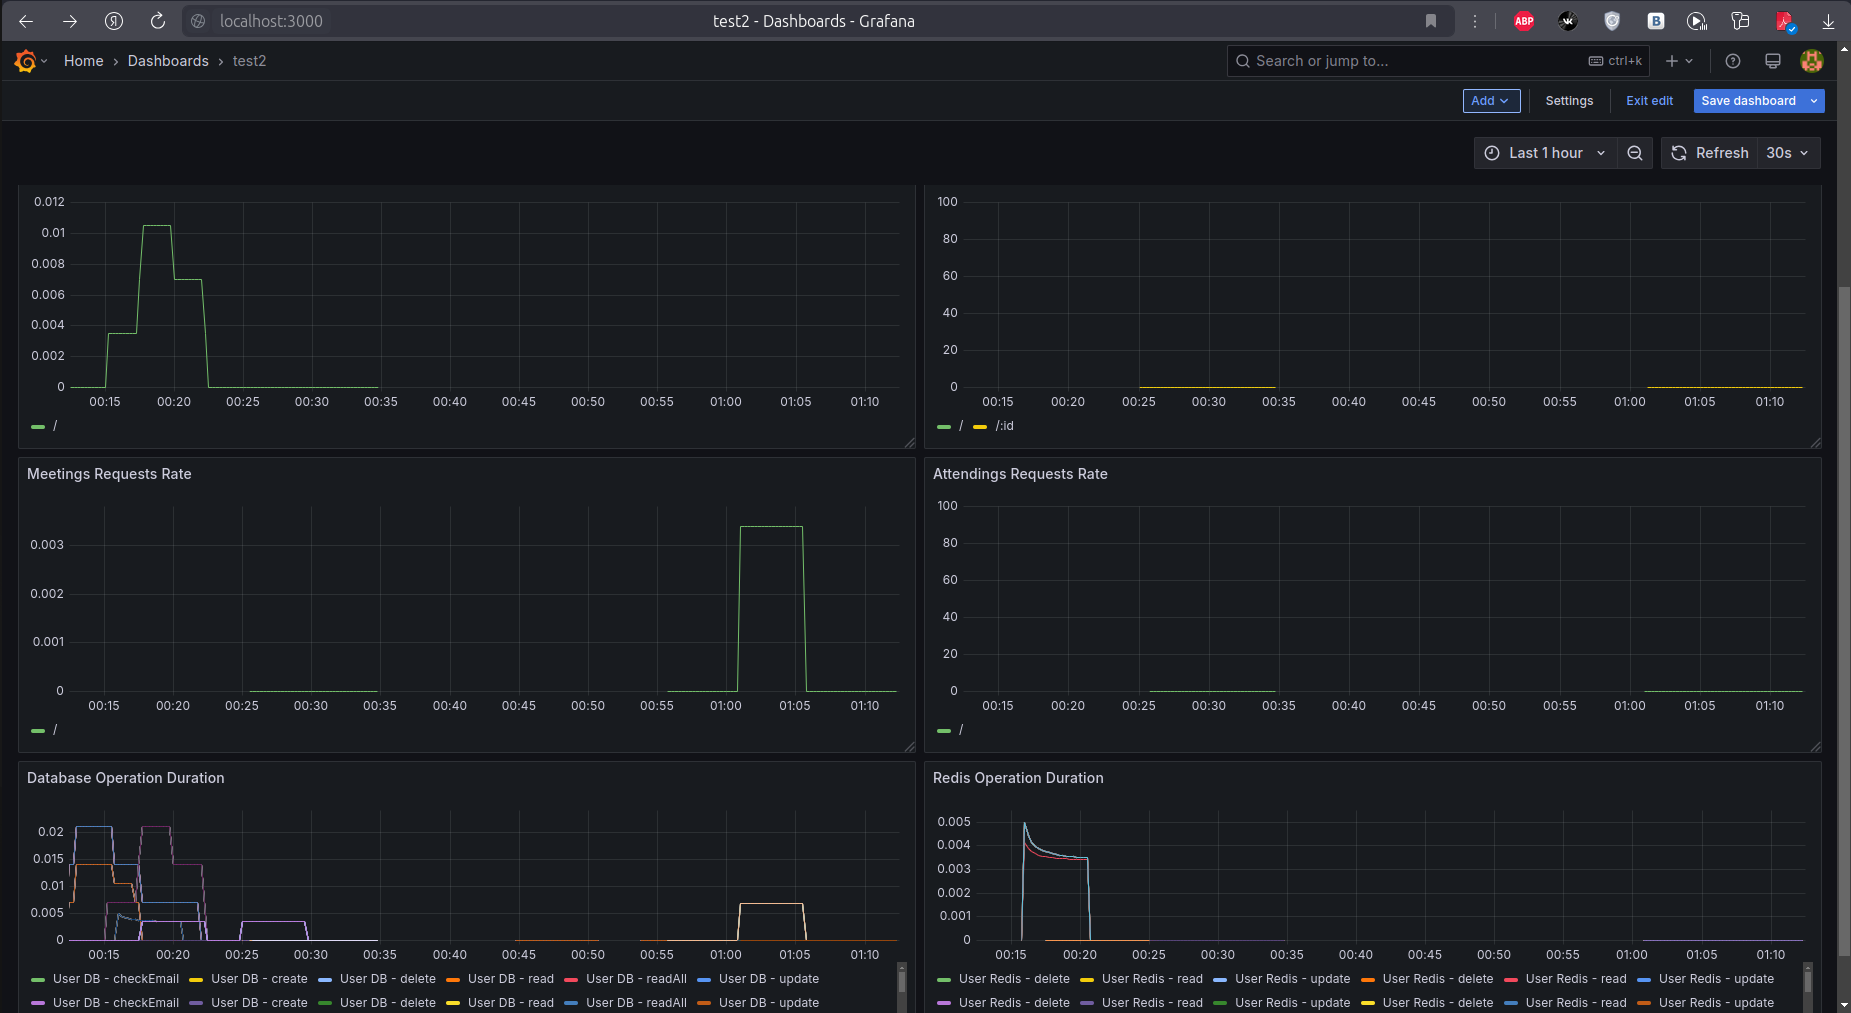 localhost:3000 test2 - Dashboards - Grafana ABP B
Home › Dashboards › test2 Search or jump to... ctrl+k
Add Settings Exit edit Save dashboard
Last 1 hour Refresh 30s
0.012
0.01
0.008
0.006
0.004
0.002
0
00:15 00:20 00:25 00:30 00:35 00:40 00:45 00:50 00:55 01:00 01:05 01:10
/
100
80
60
40
20
0
00:15 00:20 00:25 00:30 00:35 00:40 00:45 00:50 00:55 01:00 01:05 01:10
/ /:id
Meetings Requests Rate
0.003
0.002
0.001
0
00:15 00:20 00:25 00:30 00:35 00:40 00:45 00:50 00:55 01:00 01:05 01:10
/
Attendings Requests Rate
100
80
60
40
20
0
00:15 00:20 00:25 00:30 00:35 00:40 00:45 00:50 00:55 01:00 01:05 01:10
/
Database Operation Duration
0.02
0.015
0.01
0.005
0
00:15 00:20 00:25 00:30 00:35 00:40 00:45 00:50 00:55 01:00 01:05 01:10
User DB - checkEmail User DB - create User DB - delete User DB - read User DB - readAll User DB - update
User DB - checkEmail User DB - create User DB - delete User DB - read User DB - readAll User DB - update
Redis Operation Duration
0.005
0.004
0.003
0.002
0.001
0
00:15 00:20 00:25 00:30 00:35 00:40 00:45 00:50 00:55 01:00 01:05 01:10
User Redis - delete User Redis - read User Redis - update User Redis - delete User Redis - read User Redis - update
User Redis - delete User Redis - read User Redis - update User Redis - delete User Redis - read User Redis - update